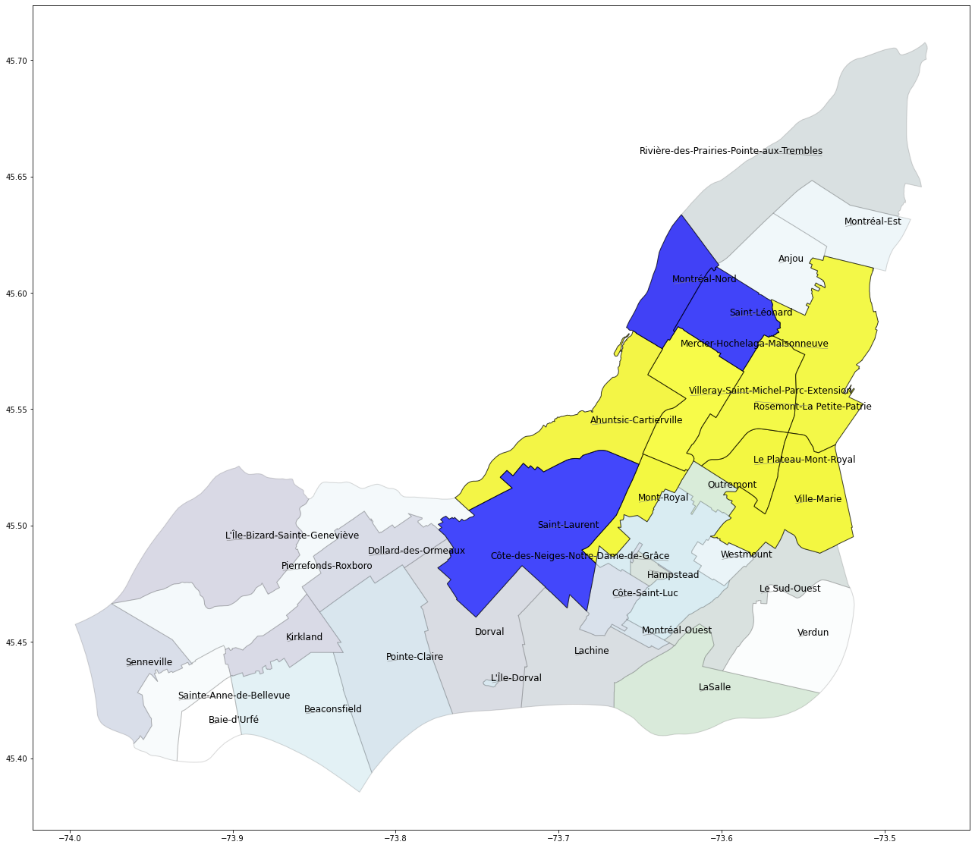 45.70
Rivière-des-Prairies-Pointe-aux-Trembles
45.65
Montréal-Est
Anjou
Montréal-Nord
45.60
Saint-Léonard
Mercier-Hochelaga-Maisonneuve
Villeray-Saint-Michel-Parc-Extension
Rosemont-La Petite-Patrie
45.55
Ahuntsic-Cartierville
Le Plateau-Mont-Royal
Outremont
Mont-Royal
Ville-Marie
45.50
Saint-Laurent
L'Île-Bizard-Sainte-Geneviève
Dollard-des-Ormeaux
Côte-des-Neiges-Notre-Dame-de-Grâce
Westmount
Pierrefonds-Roxboro
Hampstead
Côte-Saint-Luc
Le Sud-Ouest
45.45
Kirkland
Dorval
Montréal-Ouest
Verdun
Senneville
Pointe-Claire
Lachine
L'Île-Dorval
LaSalle
Sainte-Anne-de-Bellevue
Beaconsfield
Baie-d'Urfé
45.40
−74.0
−73.9
−73.8
−73.7
−73.6
−73.5